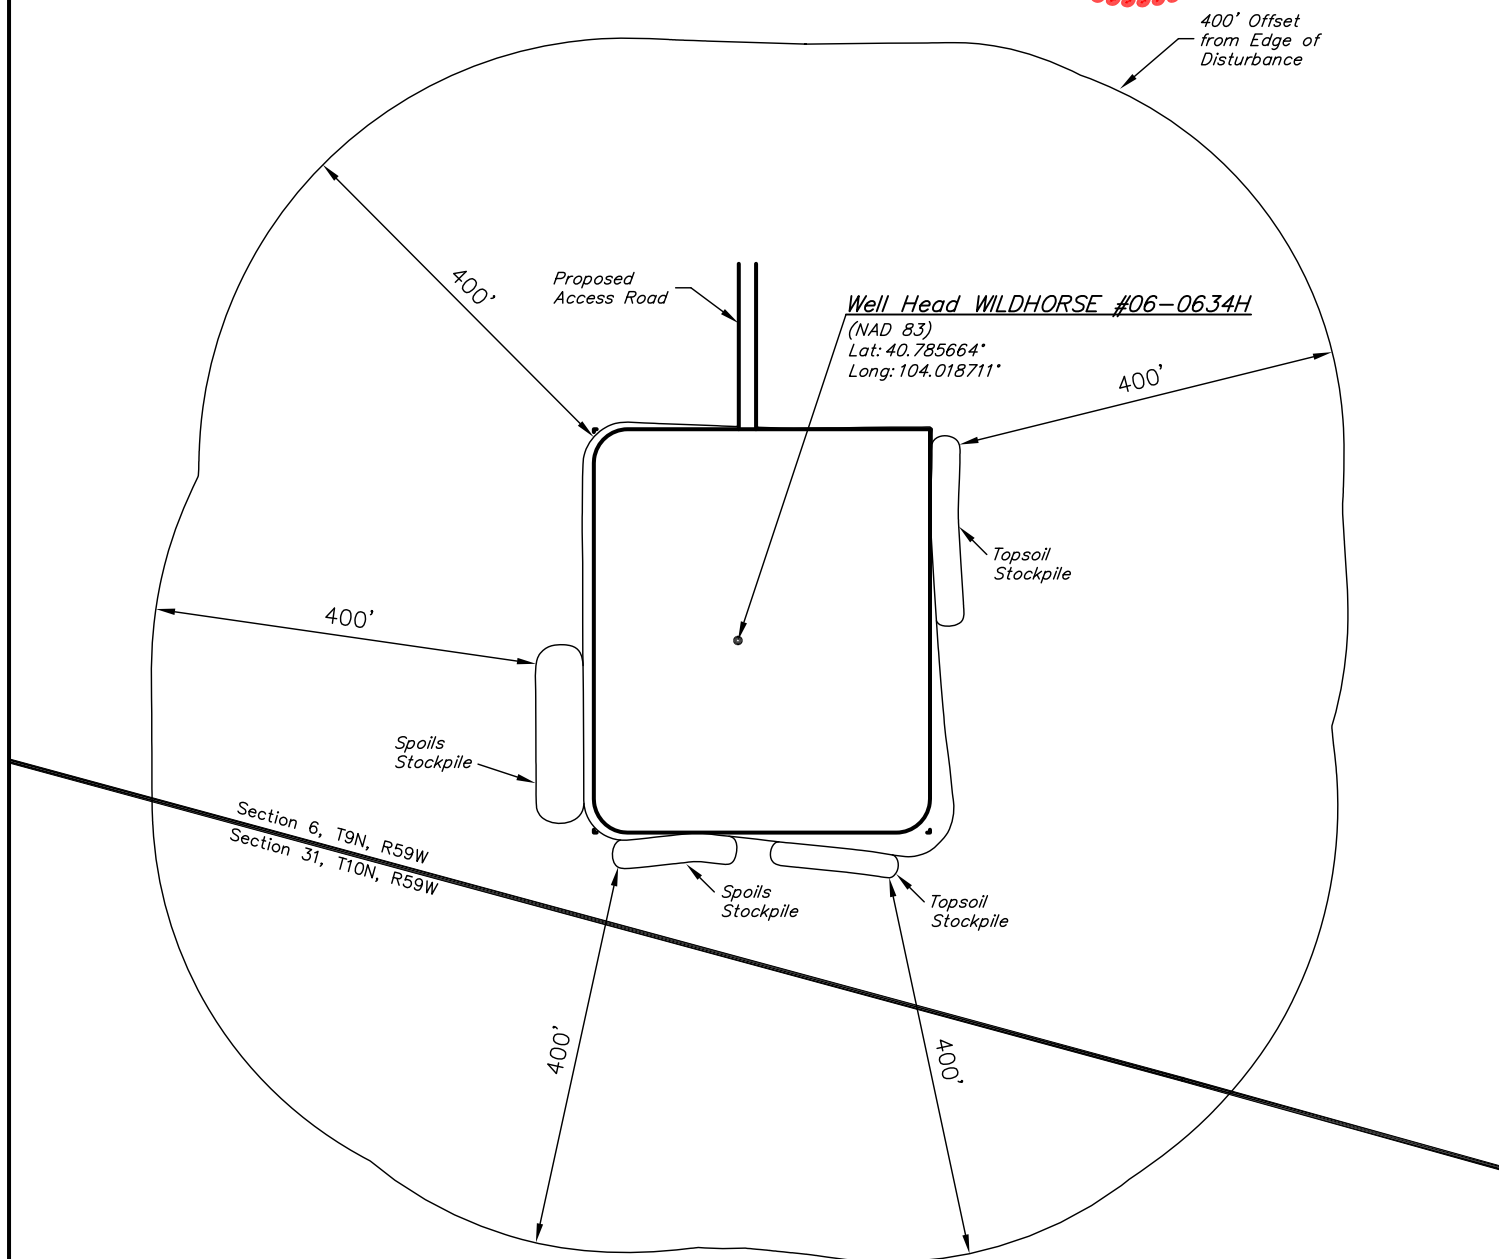 400' Offset
from Edge of
Disturbance
400'
Proposed
Access Road
Well Head WILDHORSE #06-0634H
(NAD 83)
Lat: 40.785664°
Long: 104.018711°
400'
Topsoil
Stockpile
400'
Spoils
Stockpile
Section 6, T9N, R59W
Section 31, T10N, R59W
Spoils
Stockpile
Topsoil
Stockpile
400'
400'